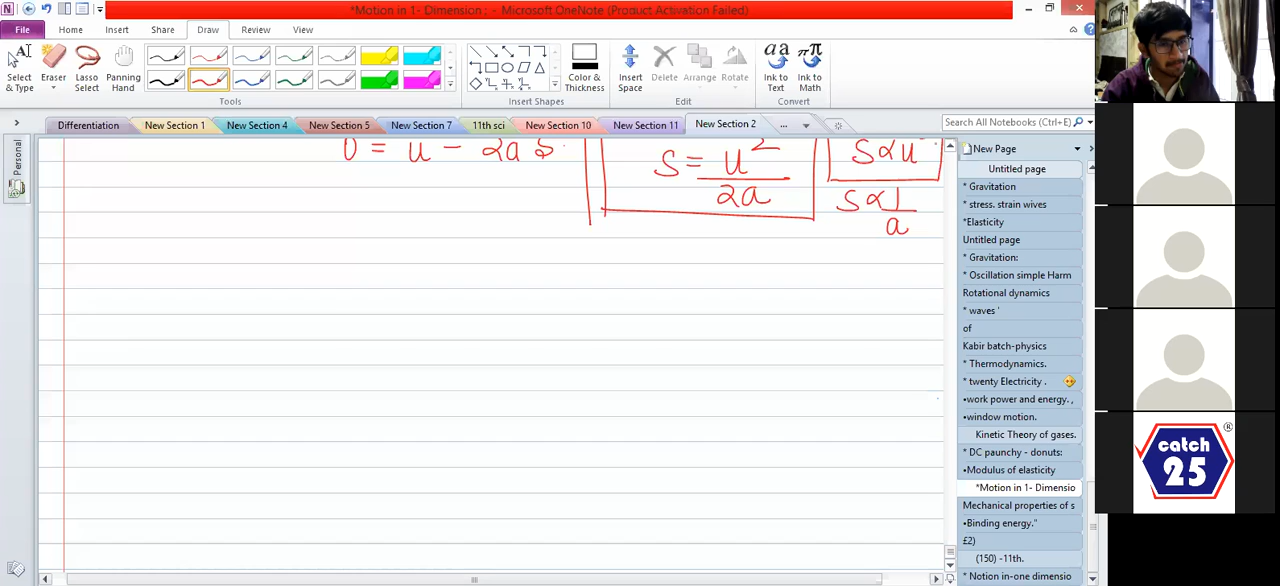 *Motion in 1- Dimension ; - Microsoft OneNote (Product Activation Failed)
File Home Insert Share Draw Review View
Select & Type
Eraser
Lasso Select
Panning Hand
Color & Thickness
Insert Space
Delete
Arrange
Rotate
Ink to Text
Ink to Math
Tools
Insert Shapes
Edit
Convert
Differentiation New Section 1 New Section 4 New Section 5 New Section 7 11th sci New Section 10 New Section 11 New Section 2 ...
Search All Notebooks (Ctrl+E)
Personal
0 = u - 2a s
s = u²
2a
s ∝ u
s ∝ 1
a
New Page
Untitled page
* Gravitation
* stress. strain wives
*Elasticity
Untitled page
* Gravitation:
* Oscillation simple Harm
Rotational dynamics
* waves '
of
Kabir batch-physics
* Thermodynamics.
* twenty Electricity .
•work power and energy. ,
•window motion.
Kinetic Theory of gases.
* DC paunchy - donuts:
•Modulus of elasticity
*Motion in 1- Dimensio
Mechanical properties of s
•Binding energy."
£2)
(150) -11th.
* Notion in-one dimensio
catch
25
®